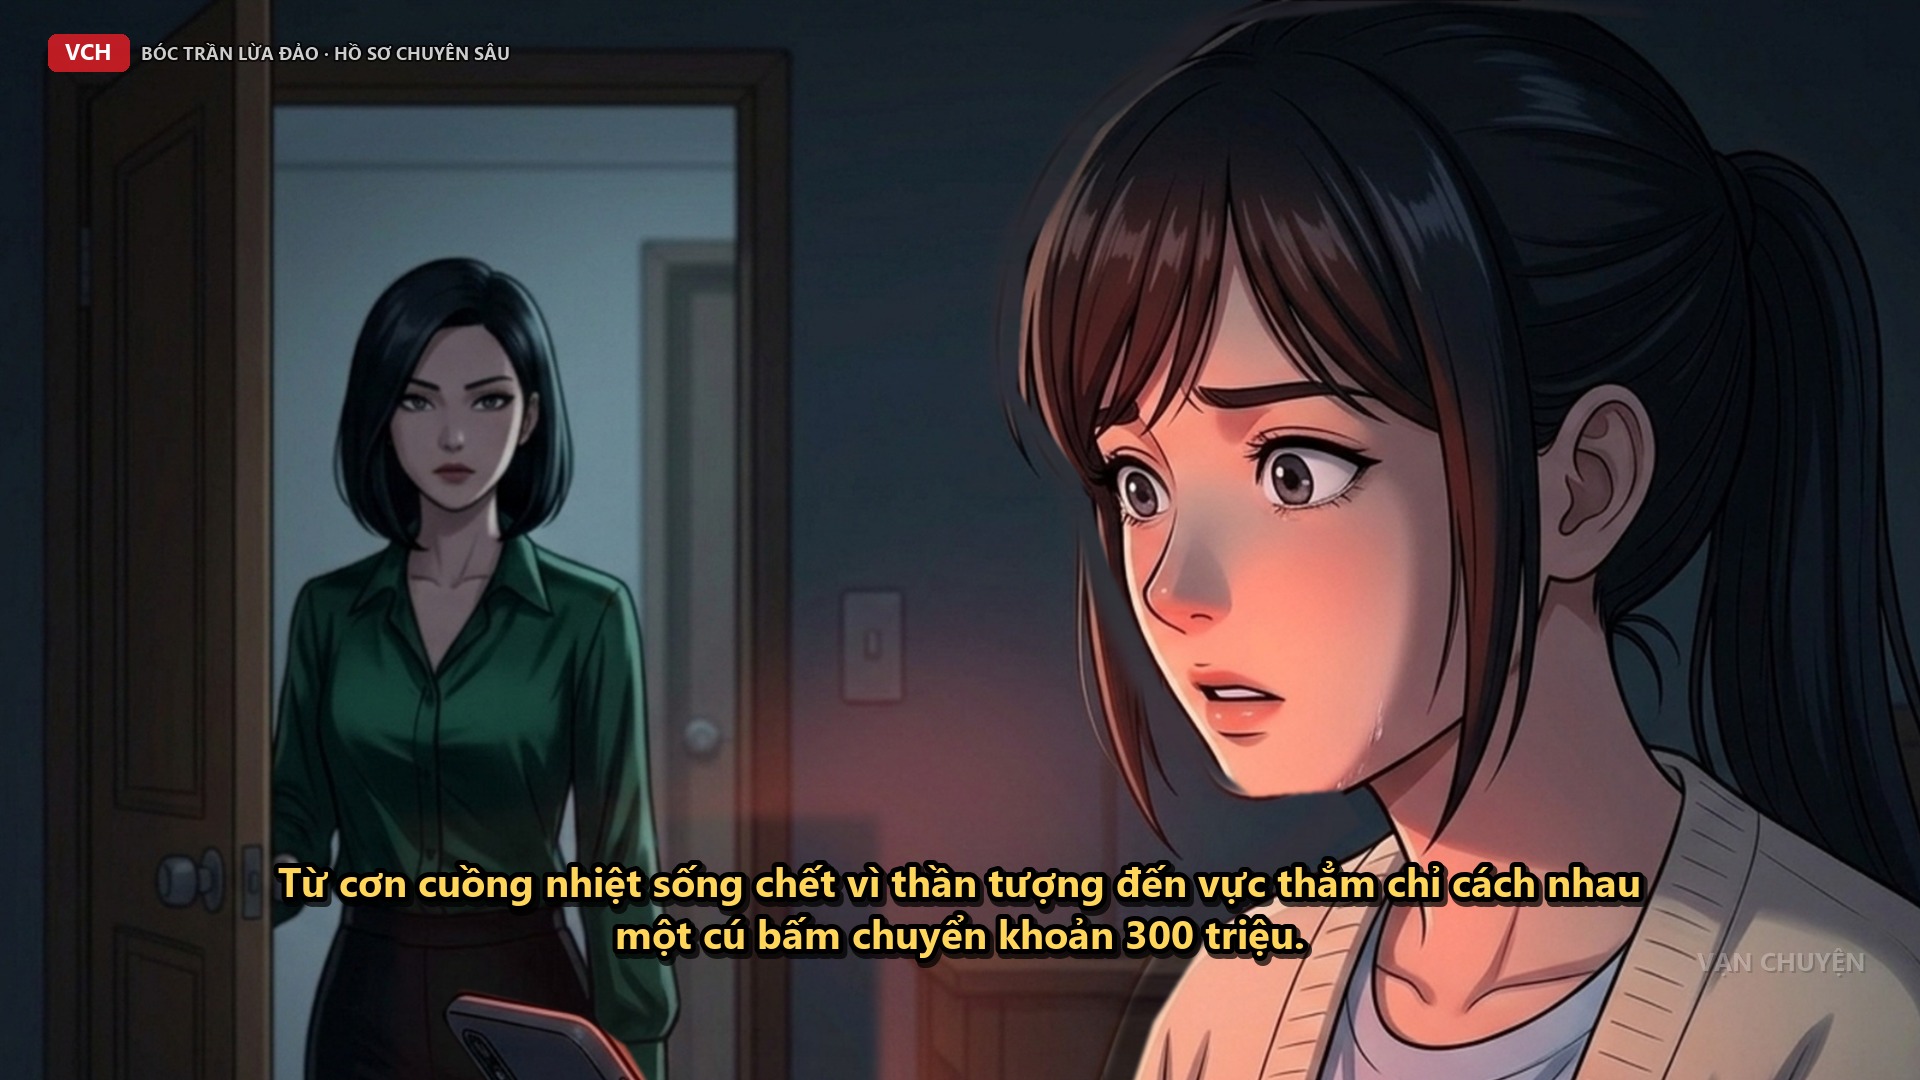 VCH BÓC TRẦN LỪA ĐẢO · HỒ SƠ CHUYÊN SÂU
Từ cơn cuồng nhiệt sống chết vì thần tượng đến vực thẳm chỉ cách nhau
một cú bấm chuyển khoản 300 triệu.
VẠN CHUYỆN